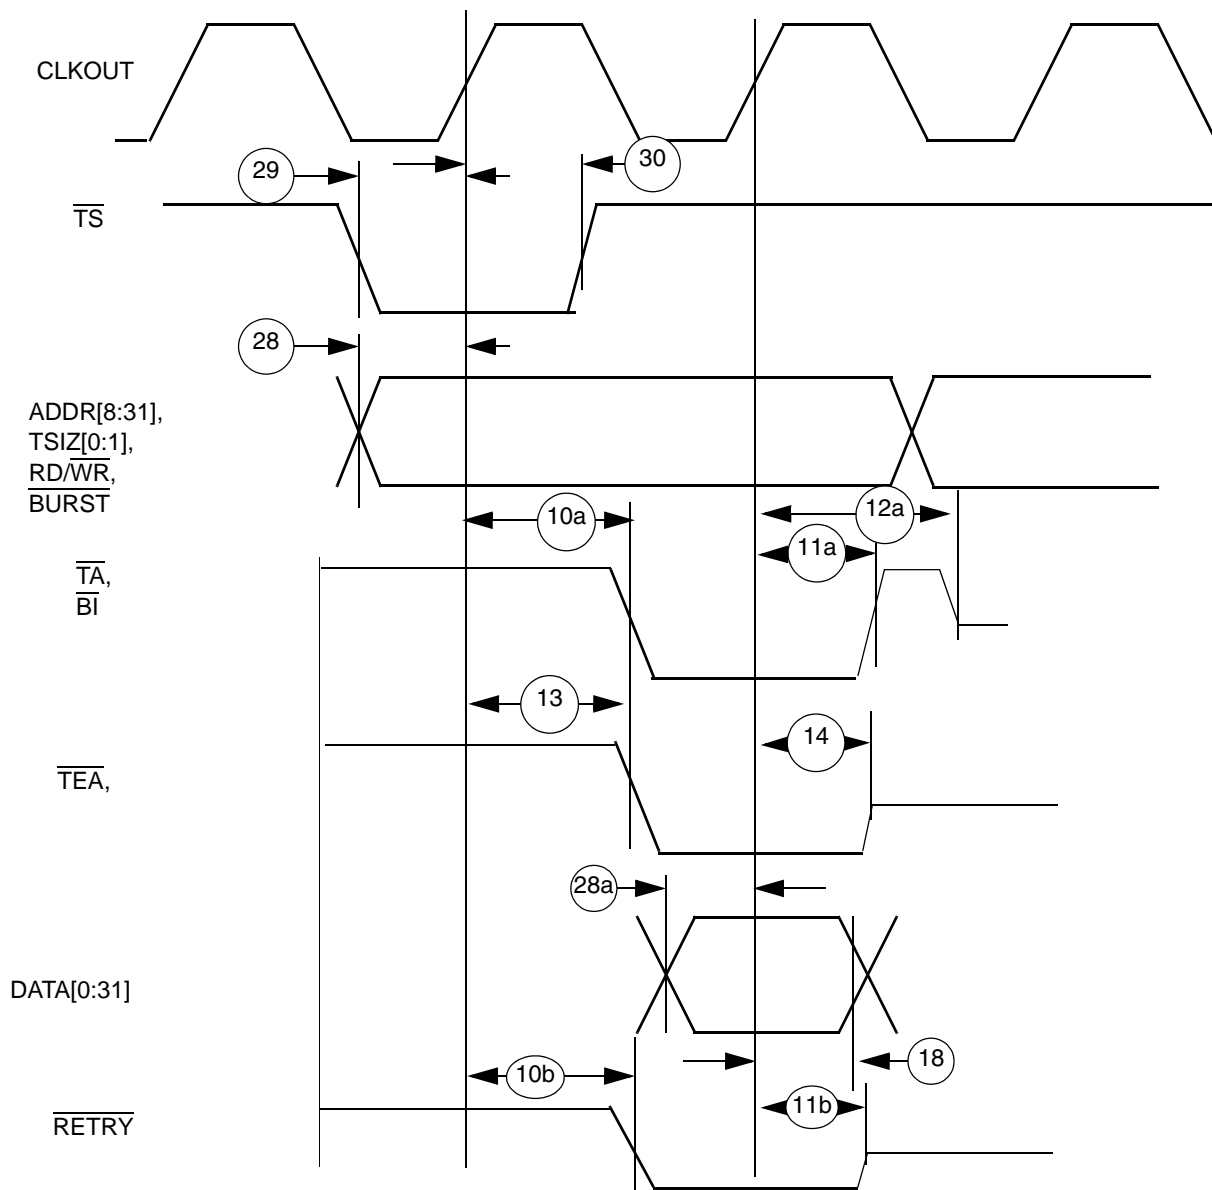 CLKOUT
29
30
TS
28
ADDR[8:31],
TSIZ[0:1],
RD/WR,
BURST
10a
12a
11a
TA,
BI
13
14
TEA,
28a
DATA[0:31]
10b
18
11b
RETRY